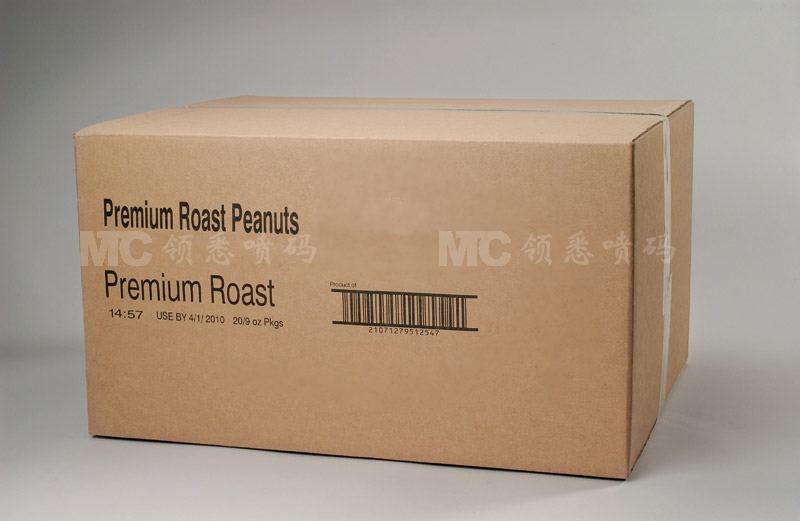 Premium Roast Peanuts
MC 领悉喷码 MC 领悉喷码
Premium Roast
Product of
14:57 USE BY 4/1/ 2010 20/9 oz Pkgs
21071279512547